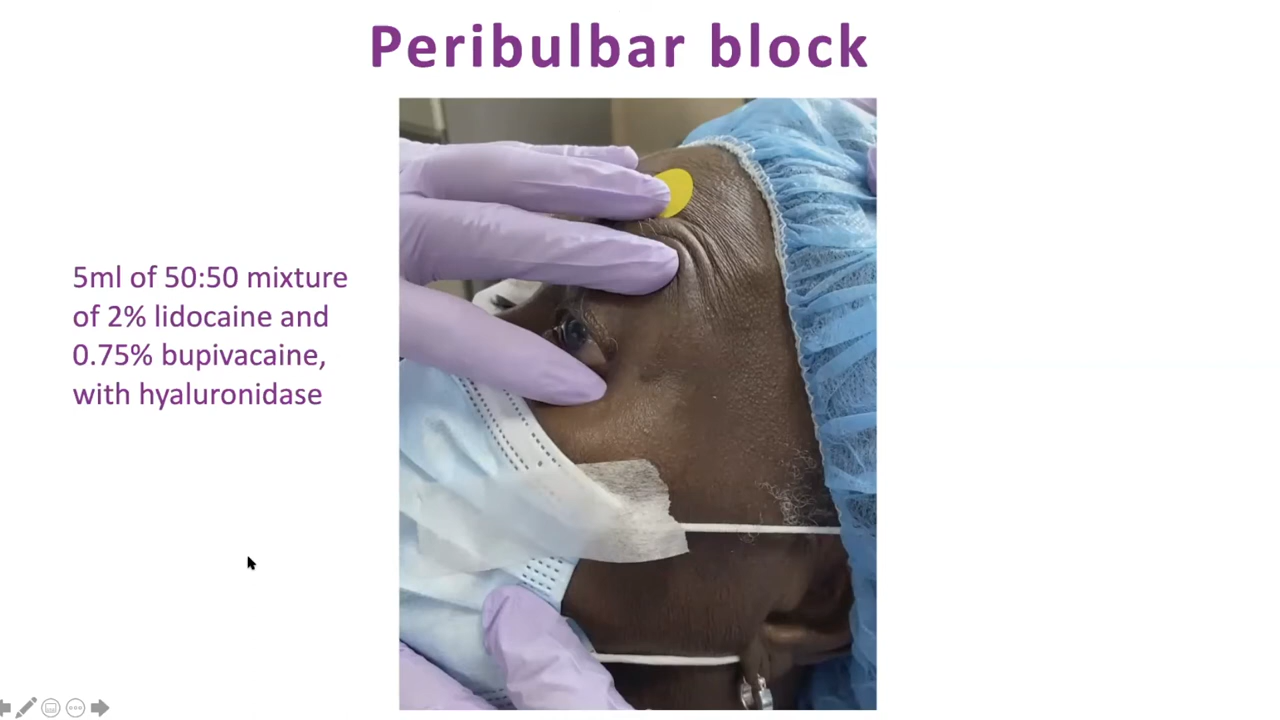 Peribulbar block
5ml of 50:50 mixture
of 2% lidocaine and
0.75% bupivacaine,
with hyaluronidase